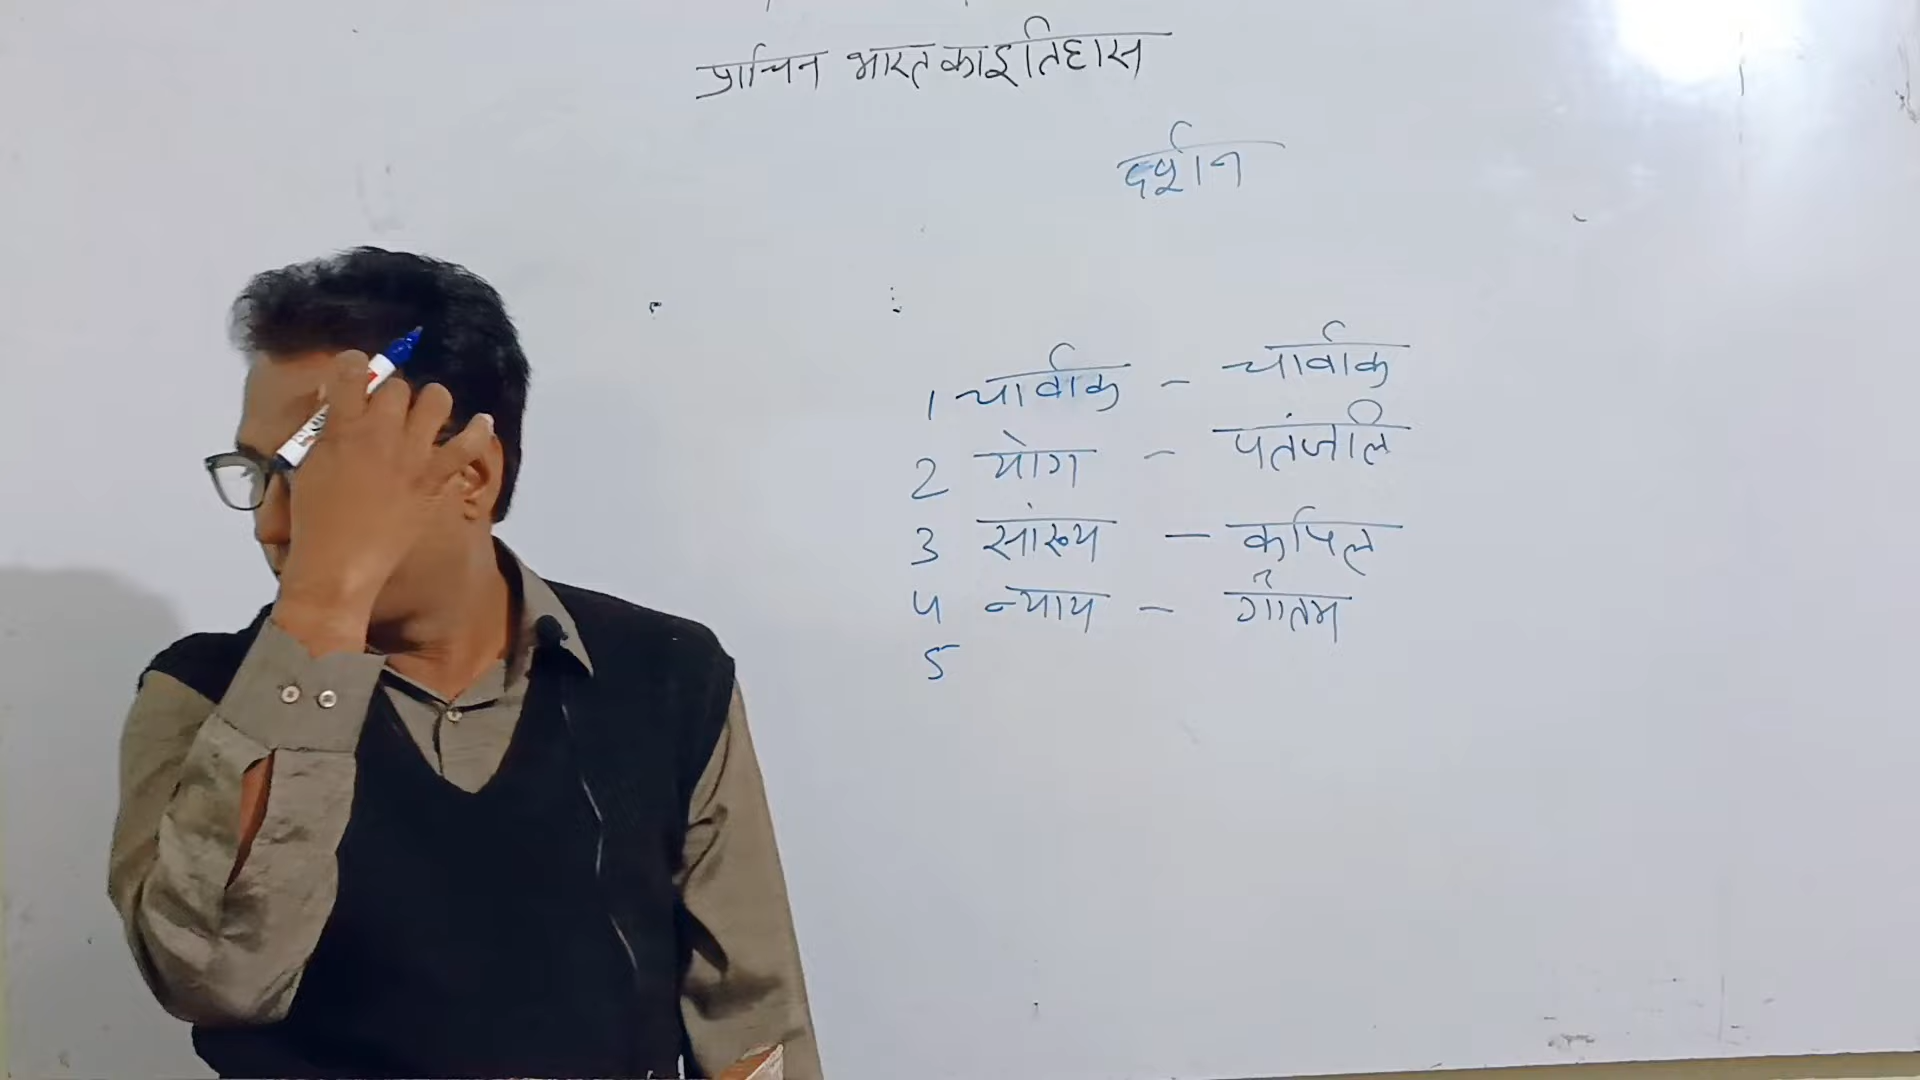 प्राचिन भारत का इतिहास
दर्शन
1 चार्वाक - चार्वाक
2 योग - पतंजलि
3 सांख्य - कपिल
4 न्याय - गौतम
5